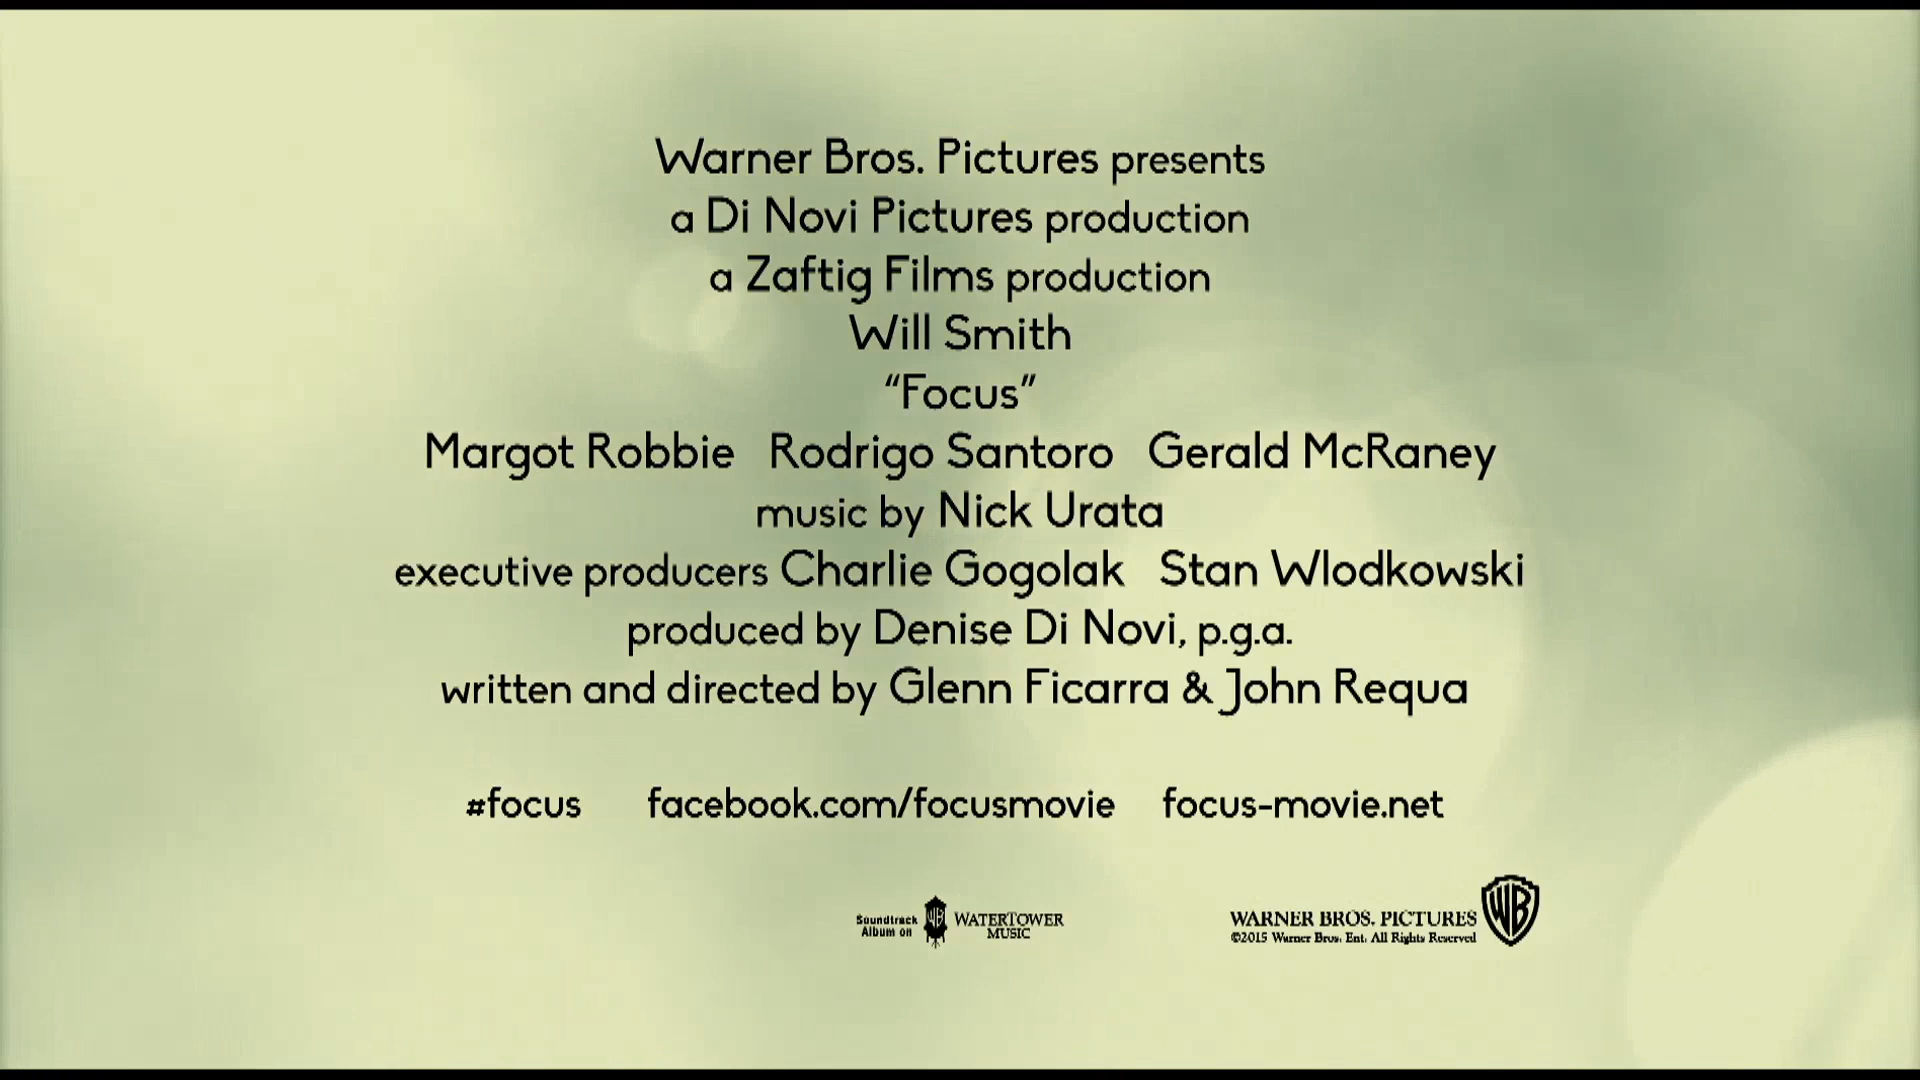 Warner Bros. Pictures presents
a Di Novi Pictures production
a Zaftig Films production
Will Smith
“Focus”
Margot Robbie Rodrigo Santoro Gerald McRaney
music by Nick Urata
executive producers Charlie Gogolak Stan Wlodkowski
produced by Denise Di Novi, p.g.a.
written and directed by Glenn Ficarra & John Requa
#focus facebook.com/focusmovie focus-movie.net
Soundtrack
Album on
WB
WATERTOWER
MUSIC
WARNER BROS. PICTURES
©2015 Warner Bros. Ent. All Rights Reserved
WB